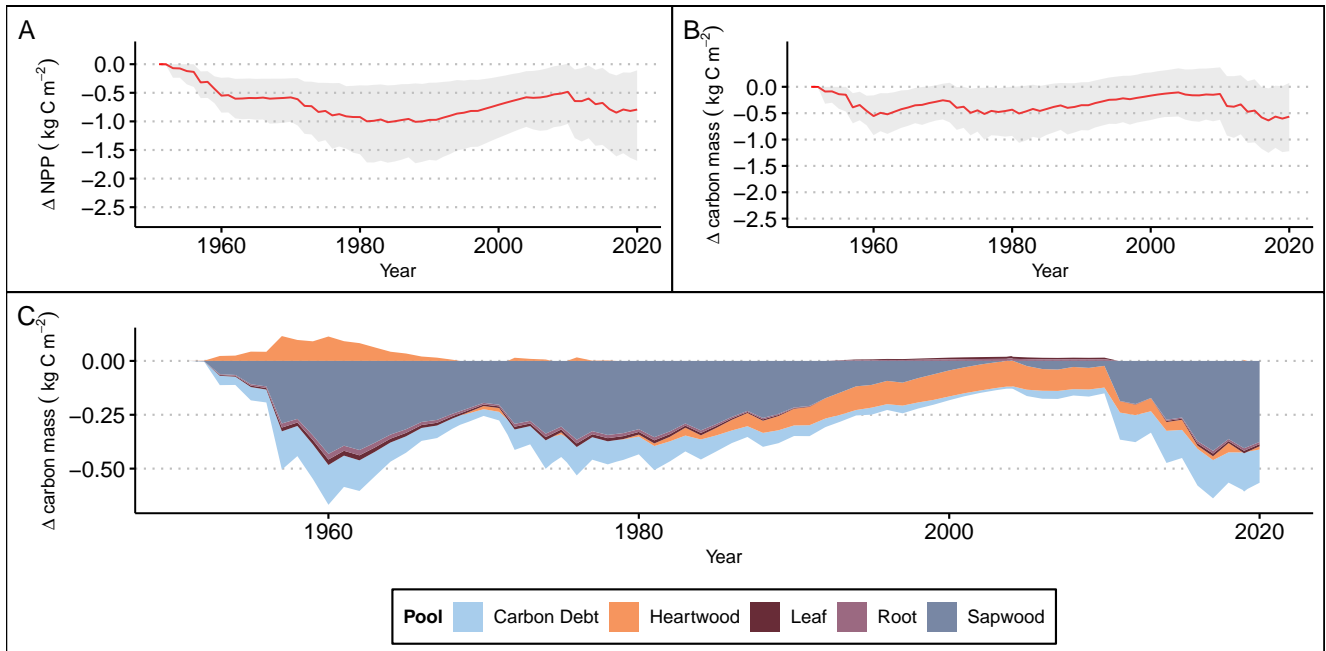 A
Δ NPP ( kg C m⁻²)
0.0
−0.5
−1.0
−1.5
−2.0
−2.5
1960 1980 2000 2020
Year
B
Δ carbon mass ( kg C m⁻²)
0.0
−0.5
−1.0
−1.5
−2.0
−2.5
1960 1980 2000 2020
Year
C
Δ carbon mass ( kg C m⁻²)
0.00
−0.25
−0.50
1960 1980 2000 2020
Year
Pool Carbon Debt Heartwood Leaf Root Sapwood